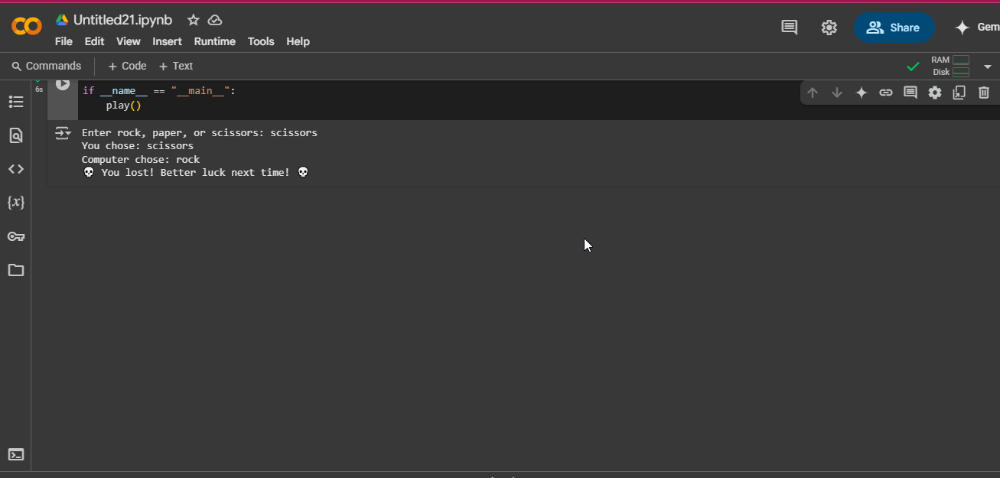 Untitled21.ipynb
File Edit View Insert Runtime Tools Help
Share
Gem
Commands + Code + Text
RAM
Disk
6s
if __name__ == "__main__":
    play()
Enter rock, paper, or scissors: scissors
You chose: scissors
Computer chose: rock
💀 You lost! Better luck next time! 💀
{x}